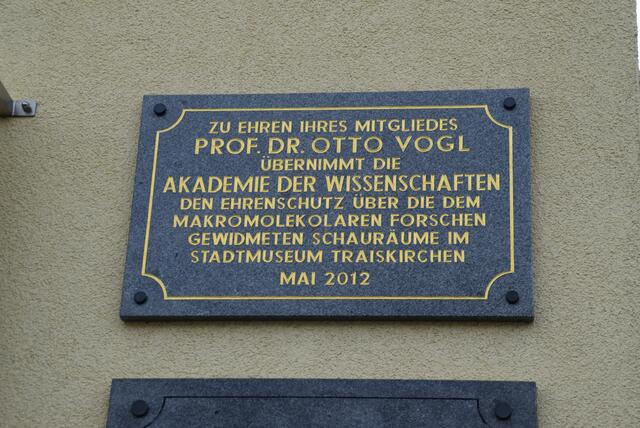 ZU EHREN IHRES MITGLIEDES
PROF. DR. OTTO VOGL
ÜBERNIMMT DIE
AKADEMIE DER WISSENSCHAFTEN
DEN EHRENSCHUTZ ÜBER DIE DEM
MAKROMOLEKOLAREN FORSCHEN
GEWIDMETEN SCHAURÄUME IM
STADTMUSEUM TRAISKIRCHEN
MAI 2012